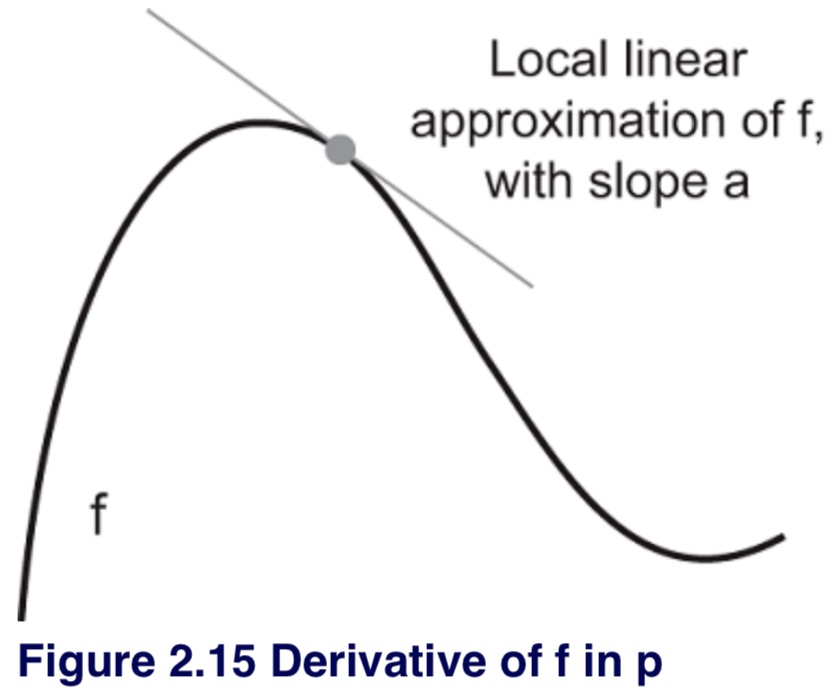 Local linear
approximation of f,
with slope a
f
Figure 2.15 Derivative of f in p